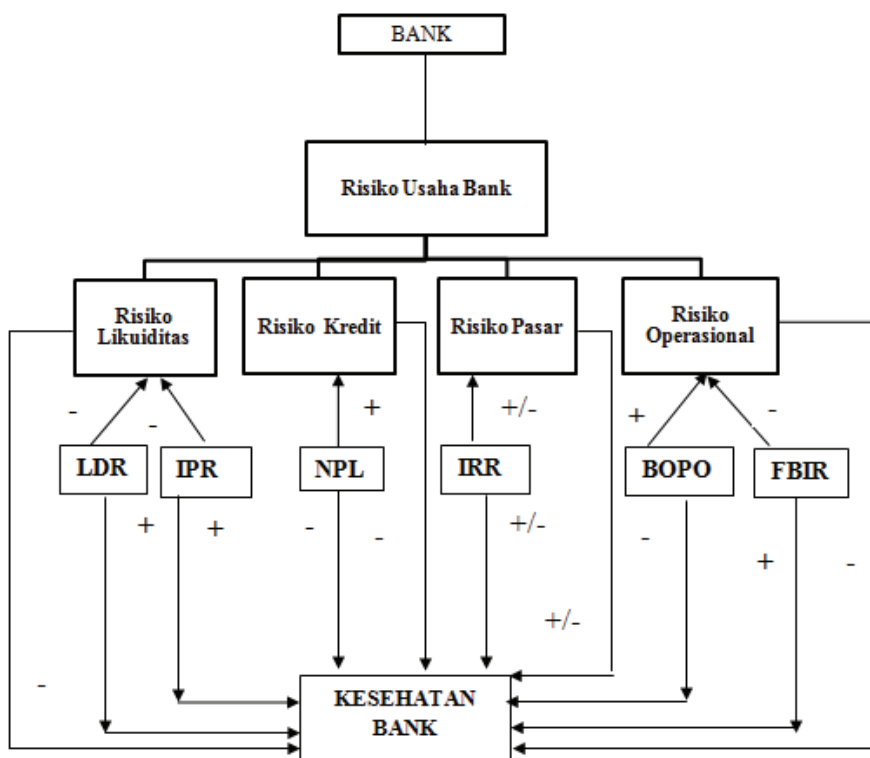 BANK
Risiko Usaha Bank
Risiko
Likuiditas
Risiko Kredit
Risiko Pasar
Risiko
Operasional
-
-
+
+/-
+
-
LDR
IPR
NPL
IRR
BOPO
FBIR
+
+
-
-
+/-
-
+
-
+/-
-
KESEHATAN
BANK